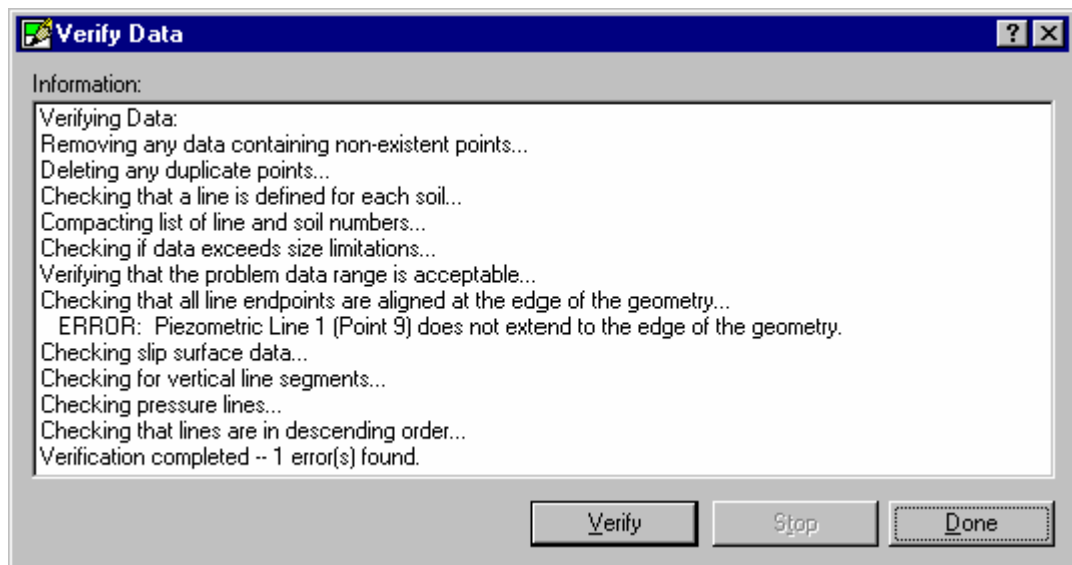 Verify Data
Information:
Verifying Data:
Removing any data containing non-existent points...
Deleting any duplicate points...
Checking that a line is defined for each soil...
Compacting list of line and soil numbers...
Checking if data exceeds size limitations...
Verifying that the problem data range is acceptable...
Checking that all line endpoints are aligned at the edge of the geometry...
ERROR:  Piezometric Line 1 (Point 9) does not extend to the edge of the geometry.
Checking slip surface data...
Checking for vertical line segments...
Checking pressure lines...
Checking that lines are in descending order...
Verification completed -- 1 error(s) found.
Verify Stop Done